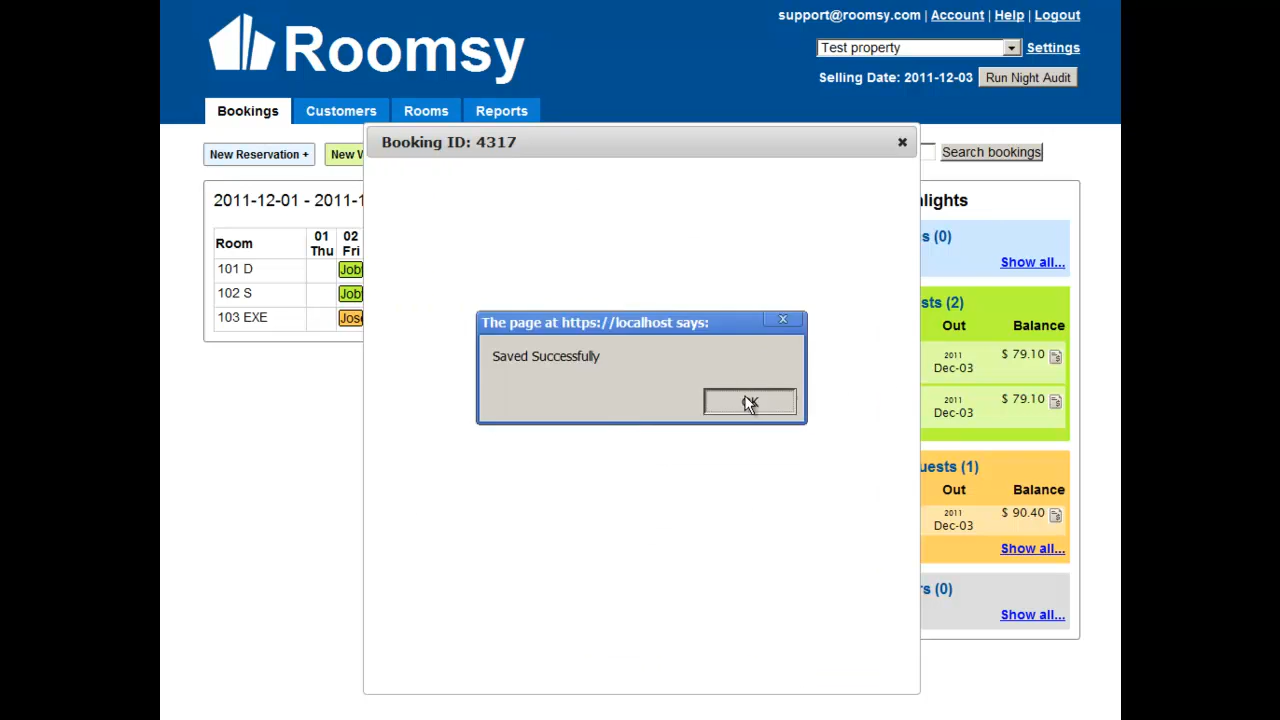 support@roomsy.com | Account | Help | Logout
Roomsy
Test property
Settings
Selling Date: 2011-12-03
Run Night Audit
Bookings
Customers
Rooms
Reports
Booking ID: 4317
New Reservation +
New W
Search bookings
2011-12-01 - 2011-1
Room
01
Thu
02
Fri
101 D
Job
102 S
Job
103 EXE
Jose
The page at https://localhost says:
Saved Successfully
OK
hlights
s (0)
Show all...
sts (2)
Out
Balance
2011
Dec-03
$ 79.10
2011
Dec-03
$ 79.10
uests (1)
Out
Balance
2011
Dec-03
$ 90.40
Show all...
rs (0)
Show all...